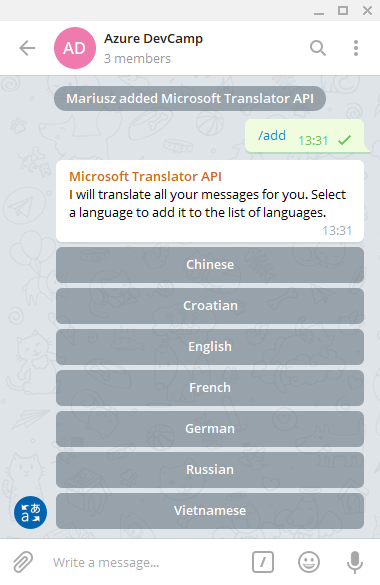 AD
Azure DevCamp
3 members
Mariusz added Microsoft Translator API
/add
13:31
Microsoft Translator API
I will translate all your messages for you. Select
a language to add it to the list of languages.
13:31
Chinese
Croatian
English
French
German
Russian
Vietnamese
あ
a
Write a message...
/